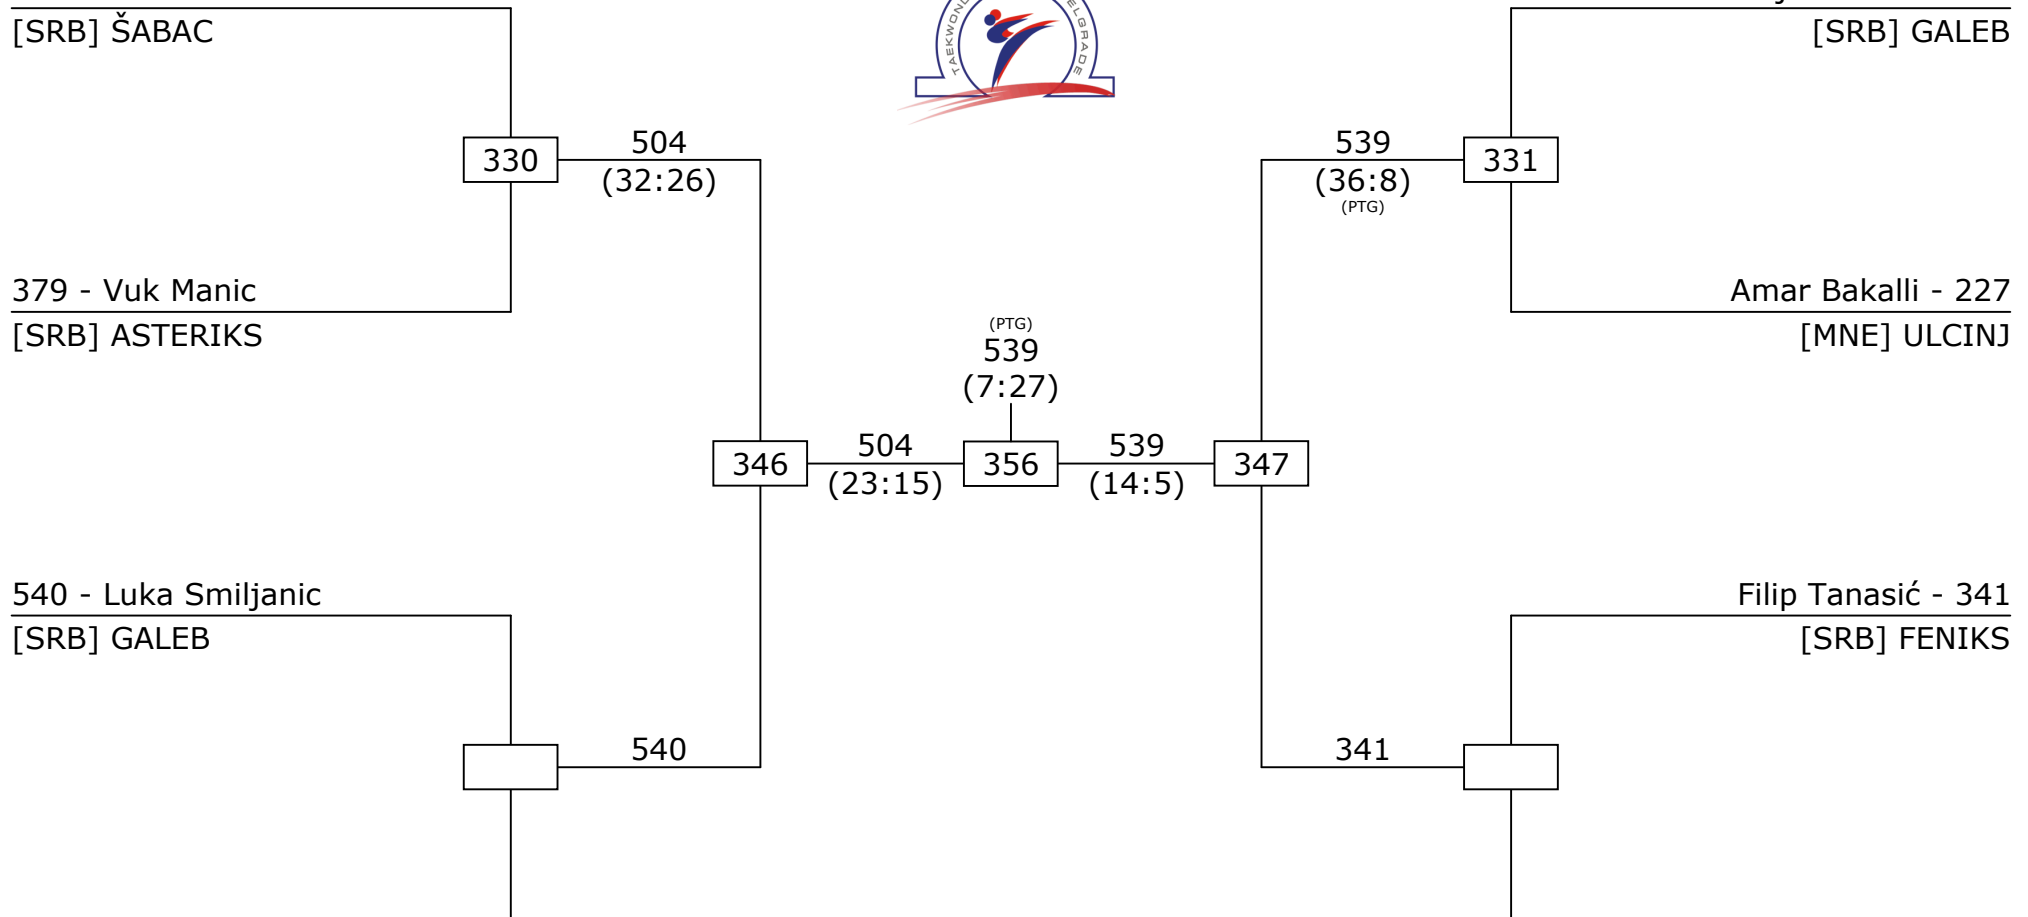 [SRB] ŠABAC
[SRB] GALEB
330
504
(32:26)
539
(36:8)
(PTG)
331
379 - Vuk Manic
[SRB] ASTERIKS
Amar Bakalli - 227
[MNE] ULCINJ
(PTG)
539
(7:27)
346
504
(23:15)
356
539
(14:5)
347
540 - Luka Smiljanic
[SRB] GALEB
Filip Tanasić - 341
[SRB] FENIKS
540
341